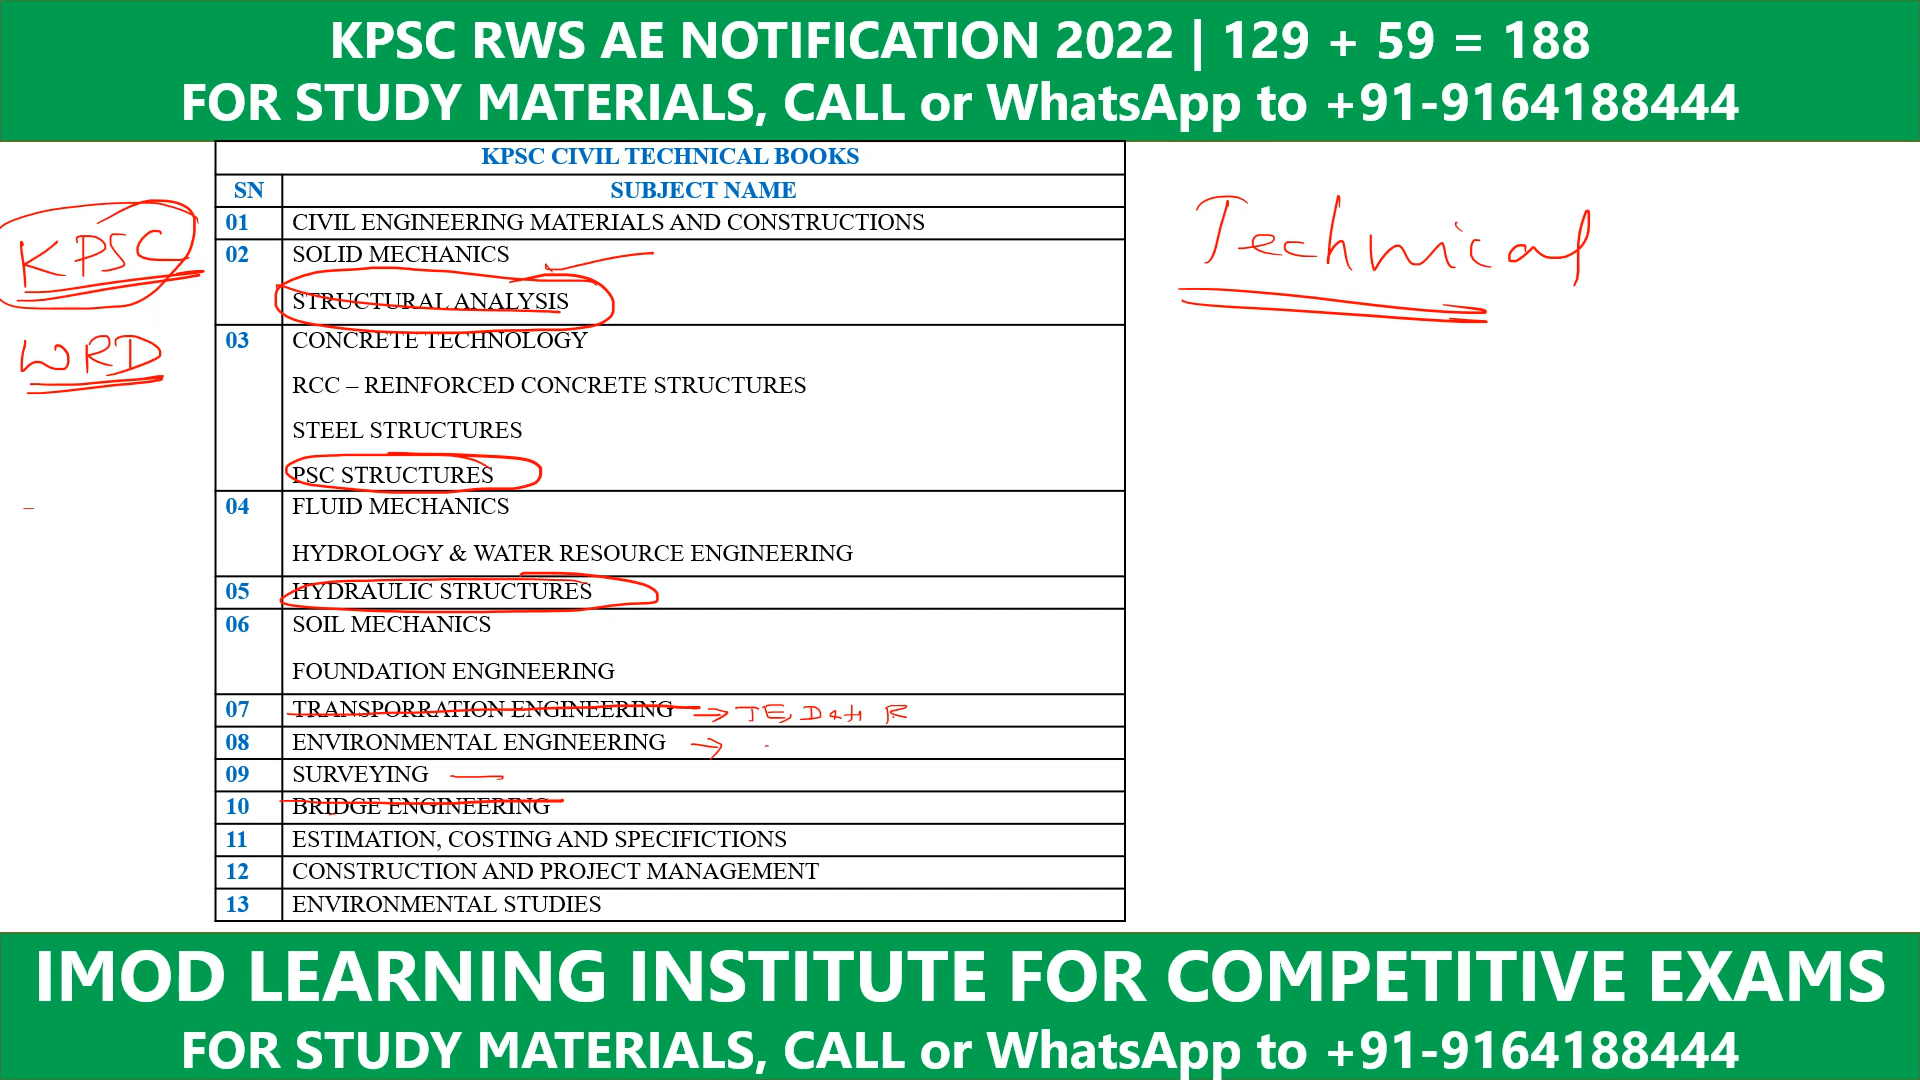 KPSC RWS AE NOTIFICATION 2022 | 129 + 59 = 188
FOR STUDY MATERIALS, CALL or WhatsApp to +91-9164188444
KPSC CIVIL TECHNICAL BOOKS
SN SUBJECT NAME
01 CIVIL ENGINEERING MATERIALS AND CONSTRUCTIONS
02 SOLID MECHANICS
STRUCTURAL ANALYSIS
03 CONCRETE TECHNOLOGY
RCC – REINFORCED CONCRETE STRUCTURES
STEEL STRUCTURES
PSC STRUCTURES
04 FLUID MECHANICS
HYDROLOGY & WATER RESOURCE ENGINEERING
05 HYDRAULIC STRUCTURES
06 SOIL MECHANICS
FOUNDATION ENGINEERING
07 TRANSPORRATION ENGINEERING → TE,
08 ENVIRONMENTAL ENGINEERING →
09 SURVEYING
10 BRIDGE ENGINEERING
11 ESTIMATION, COSTING AND SPECIFICTIONS
12 CONSTRUCTION AND PROJECT MANAGEMENT
13 ENVIRONMENTAL STUDIES
KPSC
WRD
Technical
IMOD LEARNING INSTITUTE FOR COMPETITIVE EXAMS
FOR STUDY MATERIALS, CALL or WhatsApp to +91-9164188444